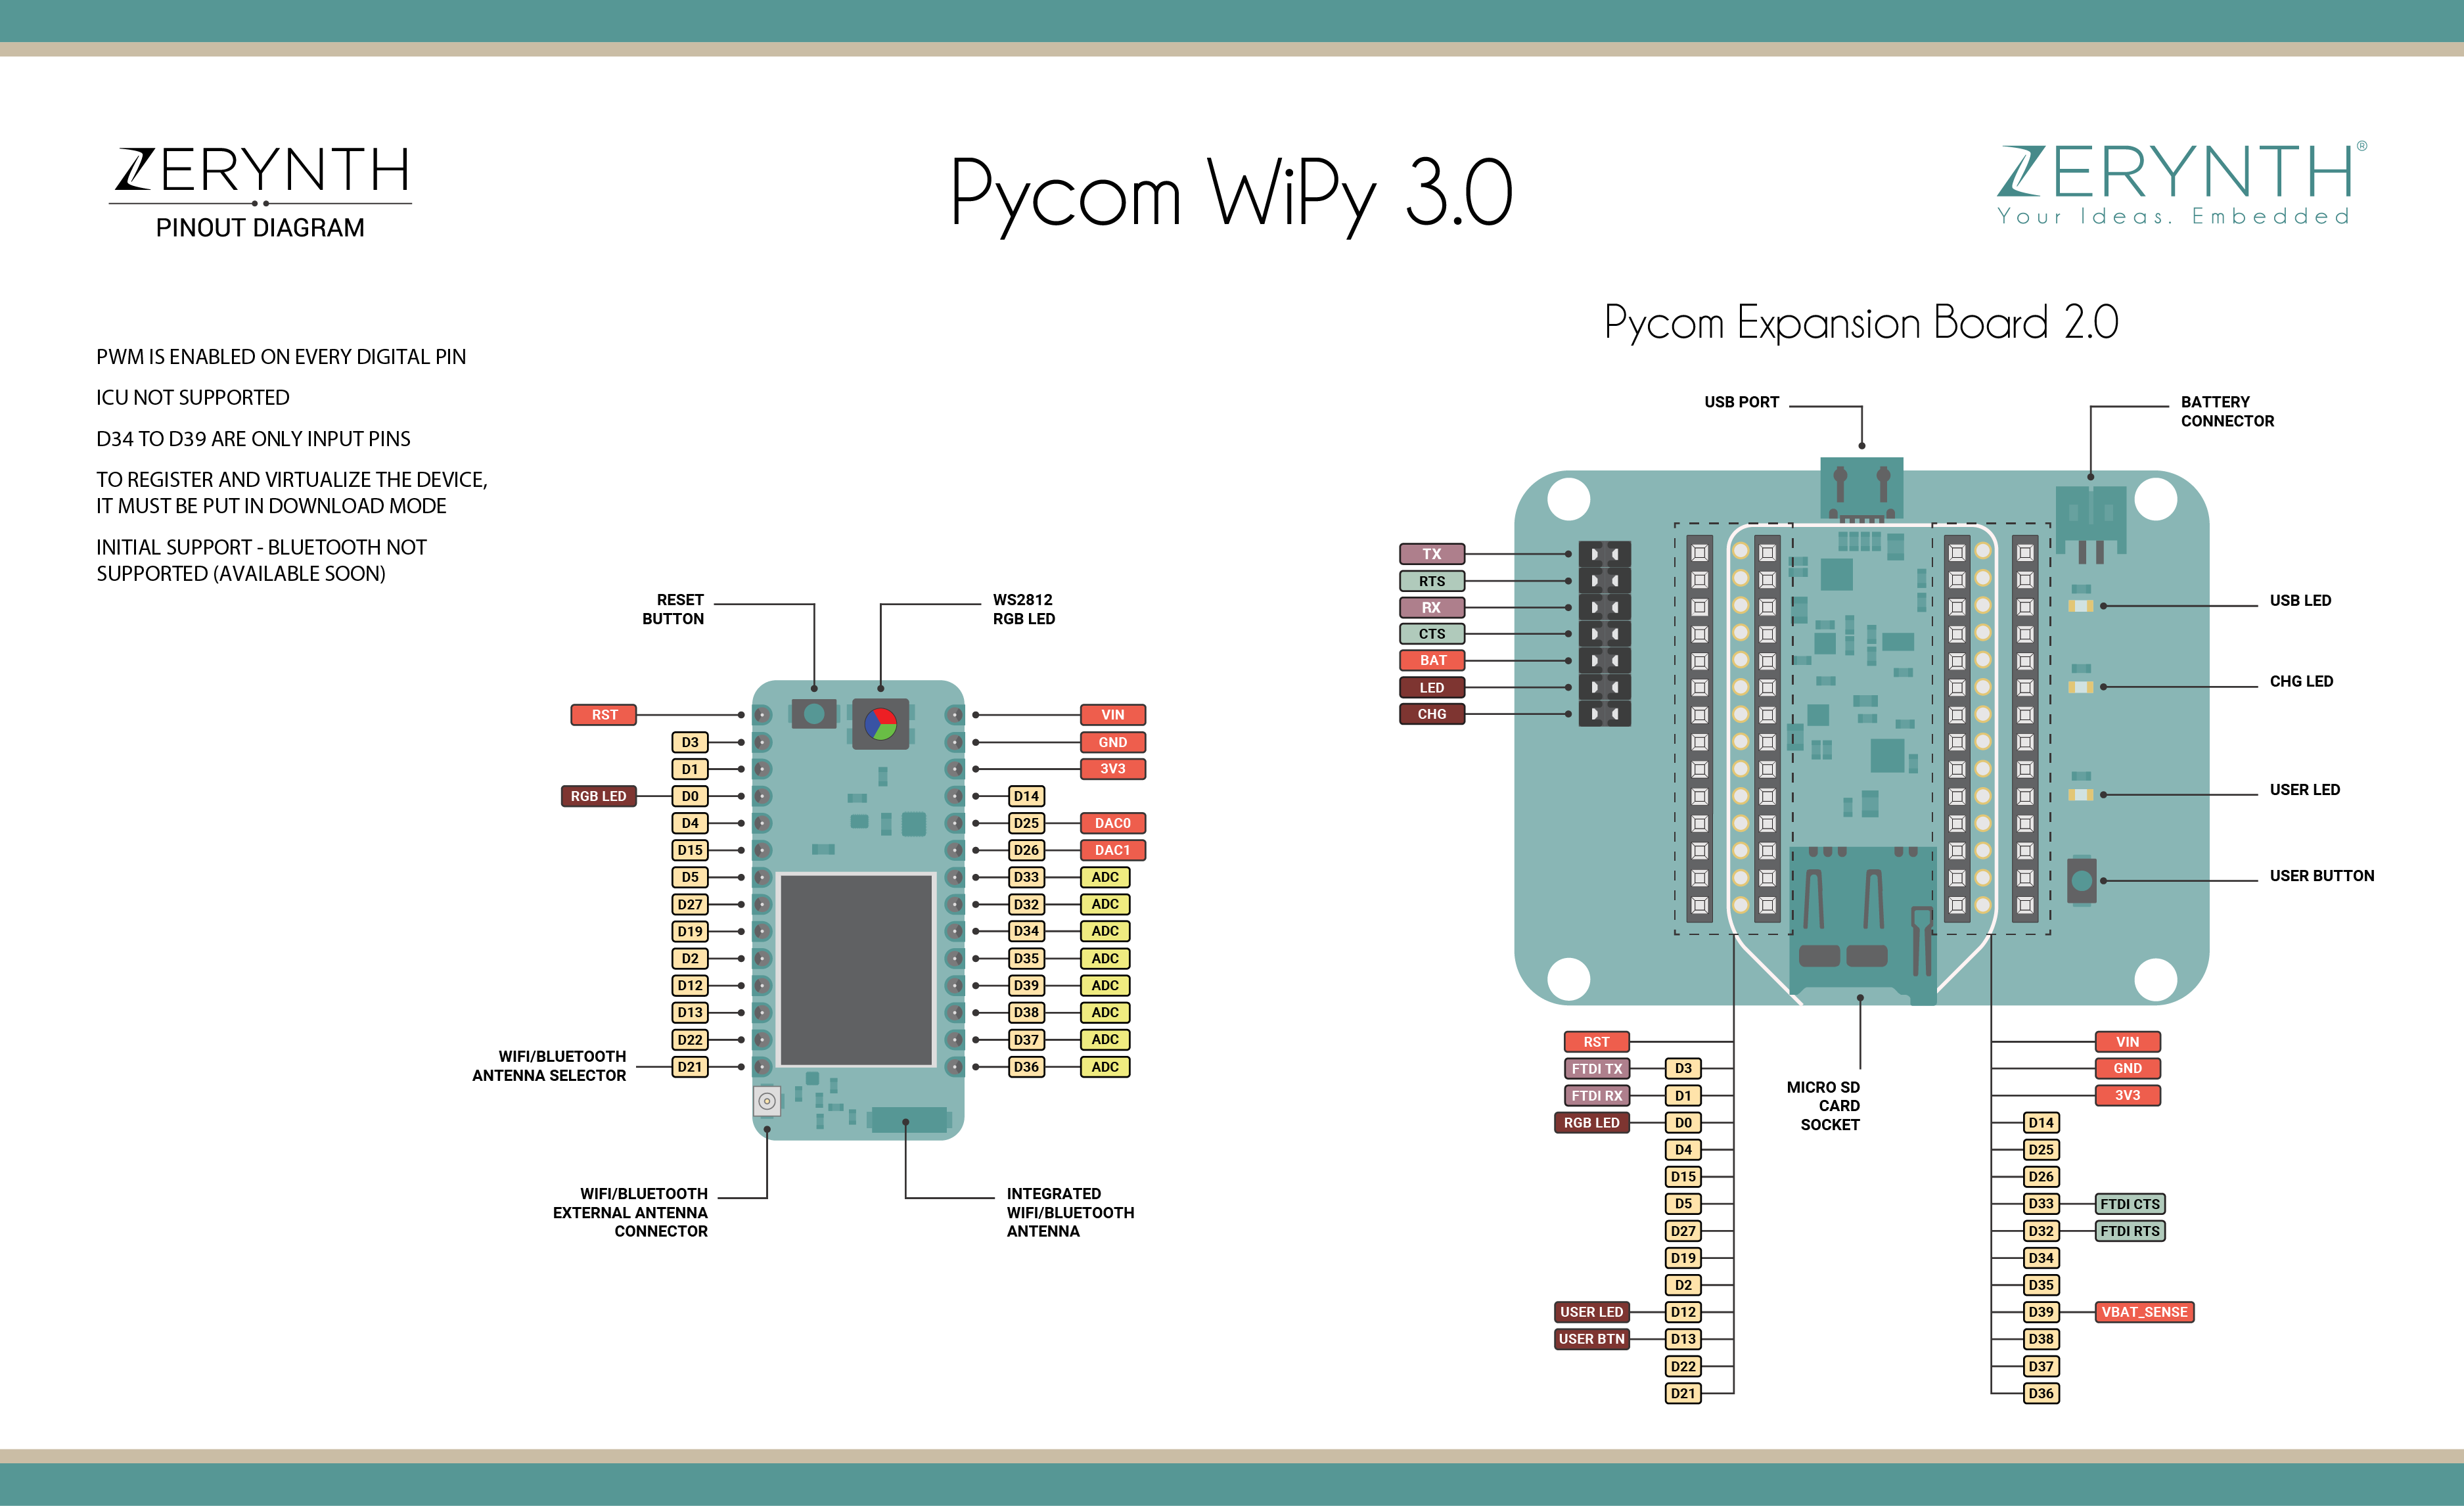 ZERYNTH
PINOUT DIAGRAM
Pycom WiPy 3.0
ZERYNTH®
Your Ideas. Embedded
PWM IS ENABLED ON EVERY DIGITAL PIN
ICU NOT SUPPORTED
D34 TO D39 ARE ONLY INPUT PINS
TO REGISTER AND VIRTUALIZE THE DEVICE,
IT MUST BE PUT IN DOWNLOAD MODE
INITIAL SUPPORT - BLUETOOTH NOT
SUPPORTED (AVAILABLE SOON)
RESET
BUTTON
WS2812
RGB LED
RST
D3
D1
RGB LED D0
D4
D15
D5
D27
D19
D2
D12
D13
D22
WIFI/BLUETOOTH
ANTENNA SELECTOR
D21
VIN
GND
3V3
D14
D25 DAC0
D26 DAC1
D33 ADC
D32 ADC
D34 ADC
D35 ADC
D39 ADC
D38 ADC
D37 ADC
D36 ADC
WIFI/BLUETOOTH
EXTERNAL ANTENNA
CONNECTOR
INTEGRATED
WIFI/BLUETOOTH
ANTENNA
Pycom Expansion Board 2.0
USB PORT
BATTERY
CONNECTOR
TX
RTS
RX
CTS
BAT
LED
CHG
USB LED
CHG LED
USER LED
USER BUTTON
MICRO SD
CARD
SOCKET
RST
FTDI TX D3
FTDI RX D1
RGB LED D0
D4
D15
D5
D27
D19
D2
USER LED D12
USER BTN D13
D22
D21
VIN
GND
3V3
D14
D25
D26
D33 FTDI CTS
D32 FTDI RTS
D34
D35
D39 VBAT_SENSE
D38
D37
D36